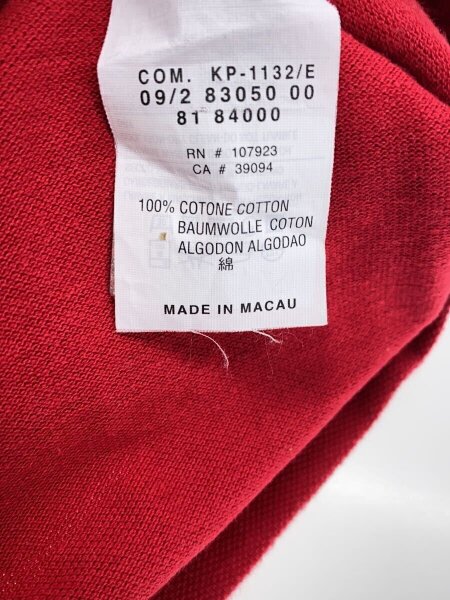 COM. KP-1132/E
09/2 83050 00
81 84000
RN # 107923
CA # 39094
100% COTONE COTTON
BAUMWOLLE COTON
ALGODON ALGODAO
綿
MADE IN MACAU